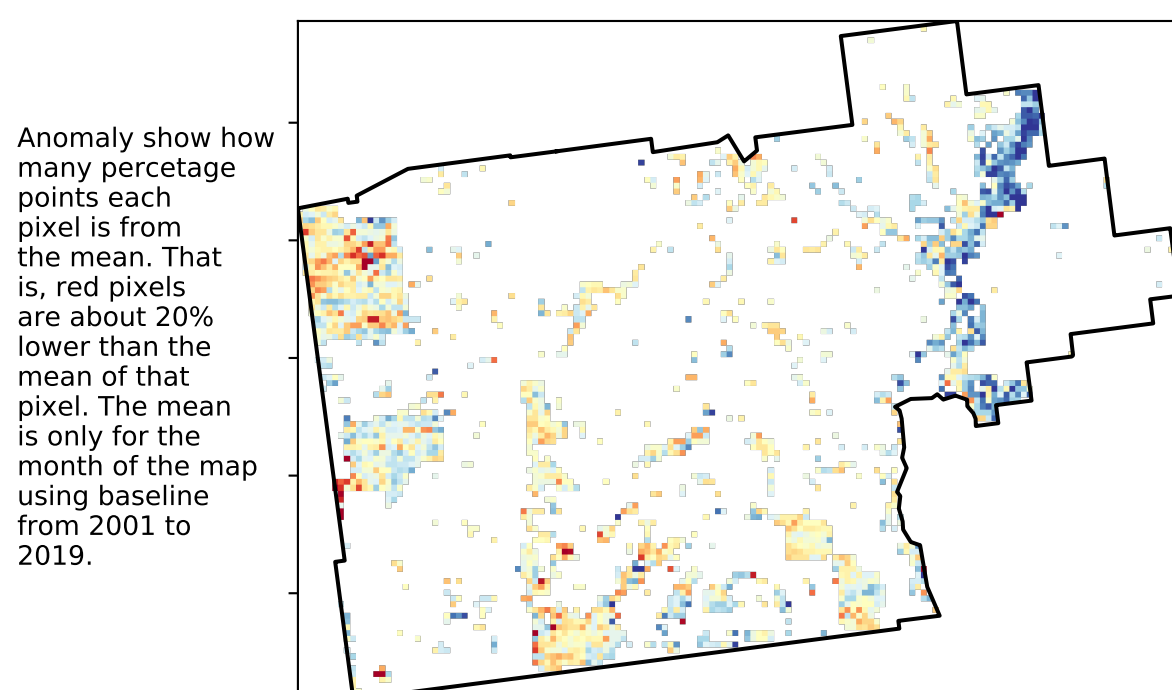 Anomaly show how
many percetage
points each
pixel is from
the mean. That
is, red pixels
are about 20%
lower than the
mean of that
pixel. The mean
is only for the
month of the map
using baseline
from 2001 to
2019.